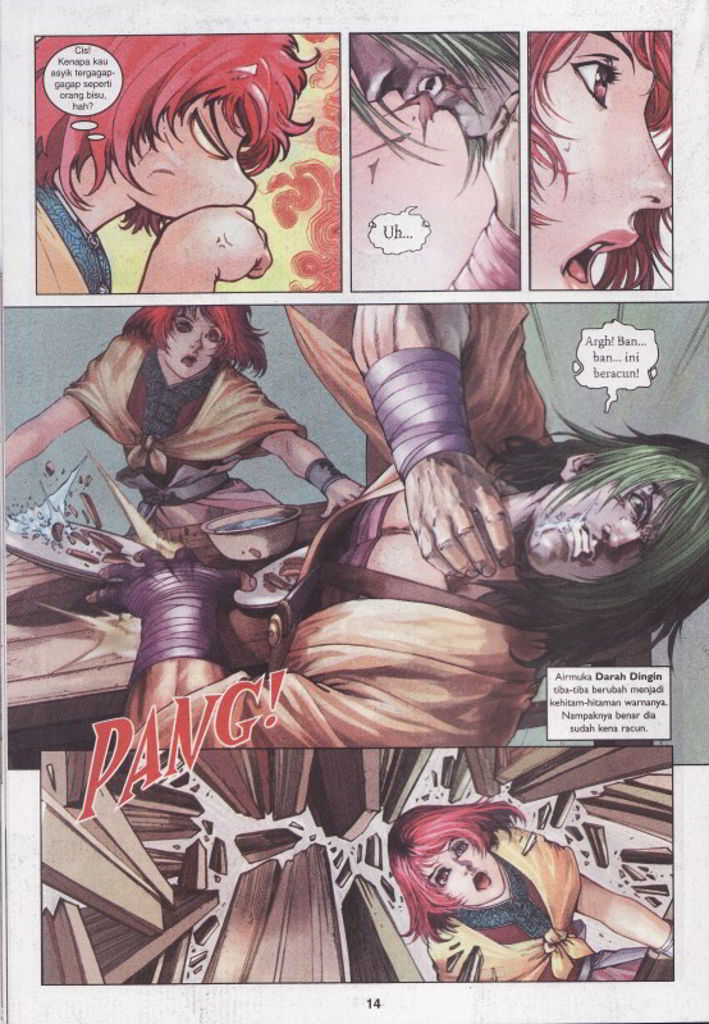 Cis!
Kenapa kau
asyik tergagap-
gagap seperti
orang bisu,
hah?
Uh...
Argh! Ban...
ban... ini
beracun!
Airmuka Darah Dingin
tiba-tiba berubah menjadi
kehitam-hitaman warnanya.
Nampaknya benar dia
sudah kena racun.
PANG!
14